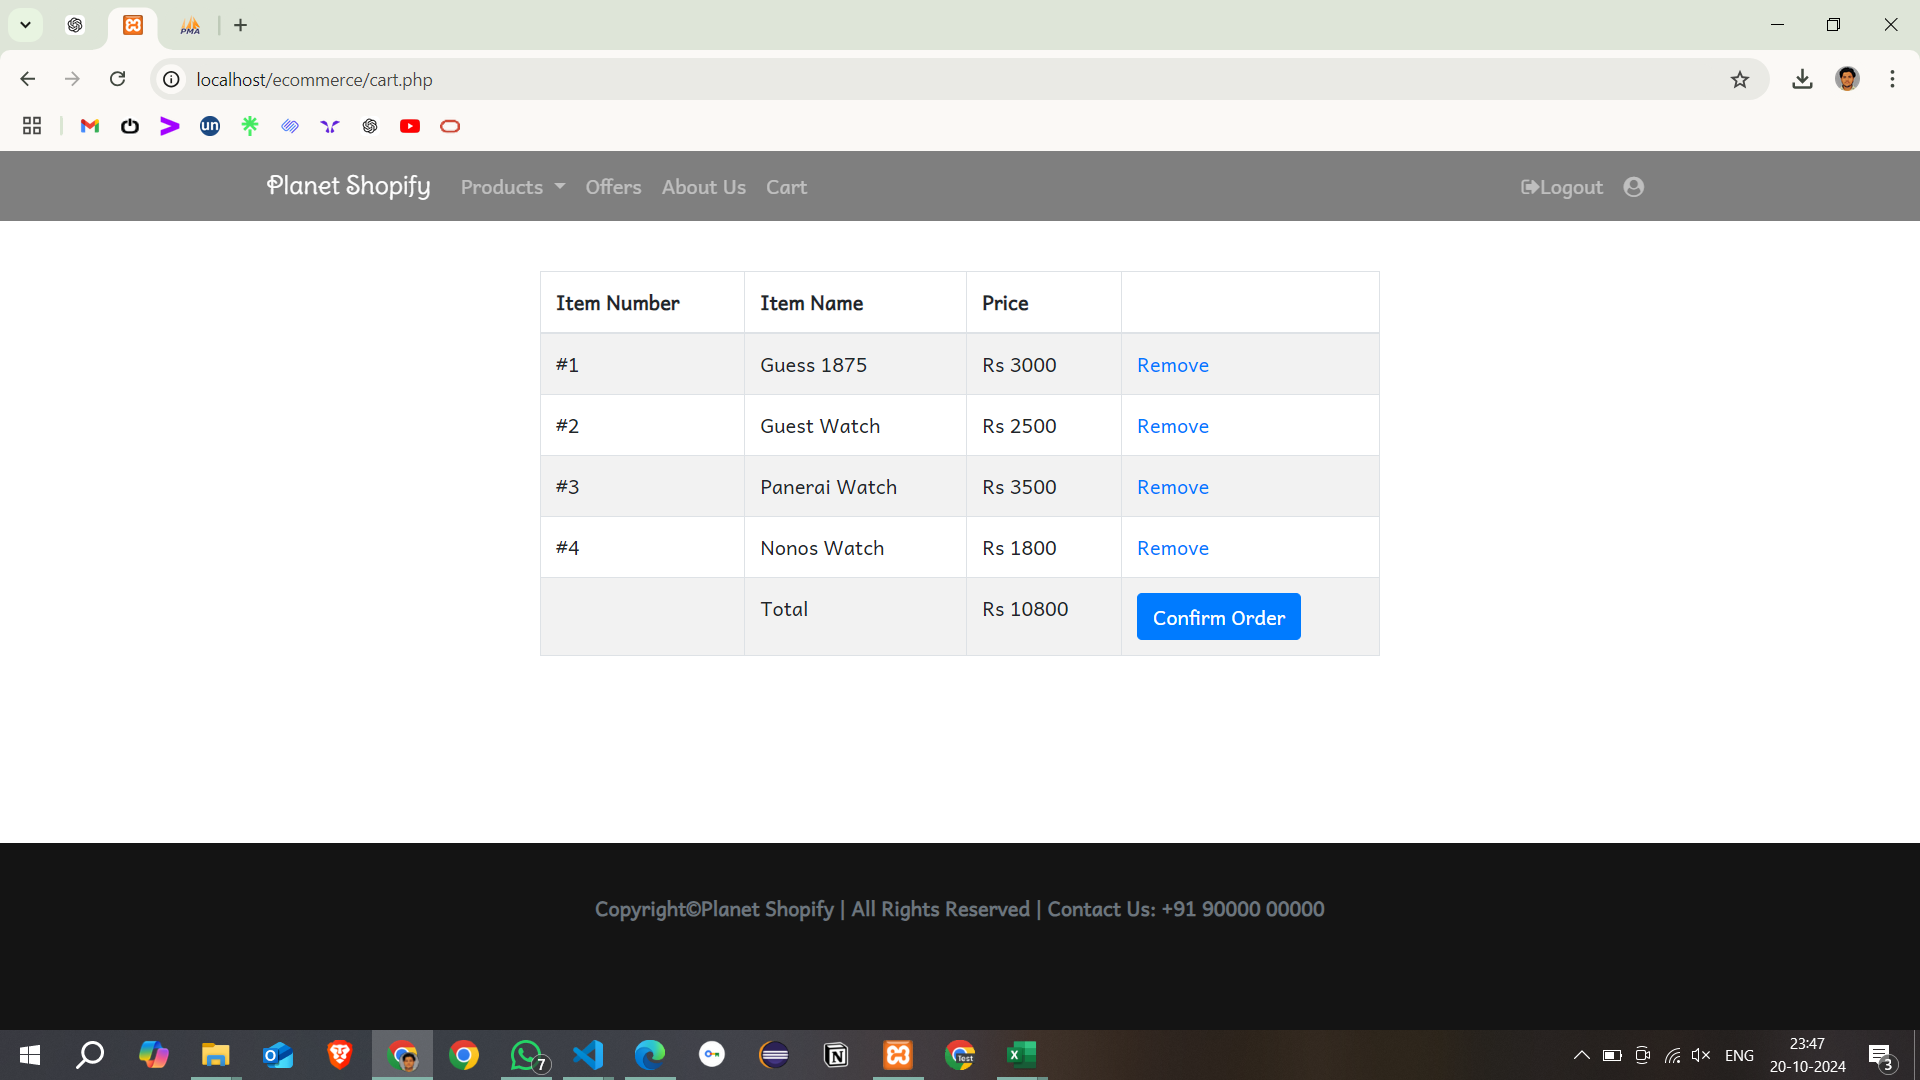 PMA
localhost/ecommerce/cart.php
un
Planet Shopify Products Offers About Us Cart Logout
Item Number Item Name Price
#1 Guess 1875 Rs 3000 Remove
#2 Guest Watch Rs 2500 Remove
#3 Panerai Watch Rs 3500 Remove
#4 Nonos Watch Rs 1800 Remove
Total Rs 10800 Confirm Order
Copyright©Planet Shopify | All Rights Reserved | Contact Us: +91 90000 00000
7
Test
ENG
23:47
20-10-2024
3